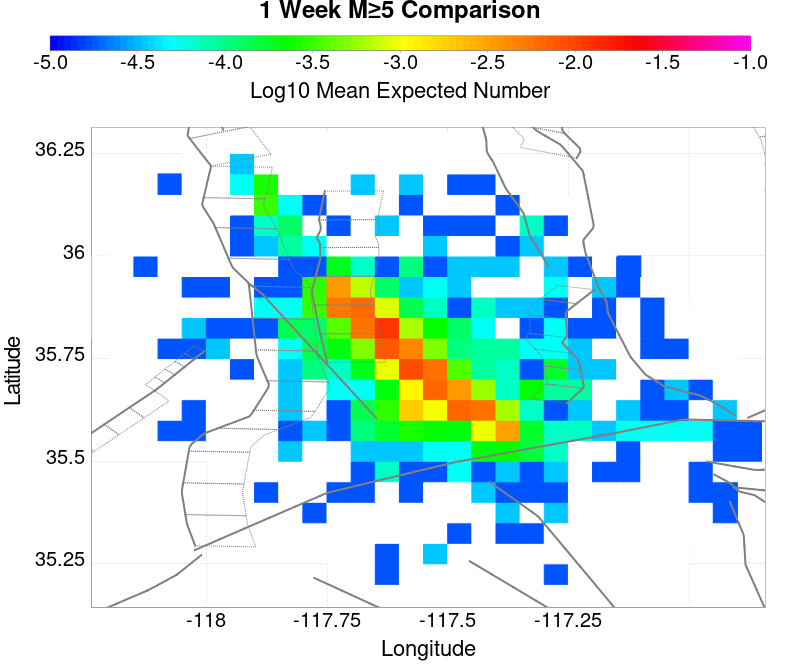 1 Week M≥5 Comparison
-5.0 -4.5 -4.0 -3.5 -3.0 -2.5 -2.0 -1.5 -1.0
Log10 Mean Expected Number
36.25
36
35.75
35.5
35.25
Latitude
-118 -117.75 -117.5 -117.25
Longitude